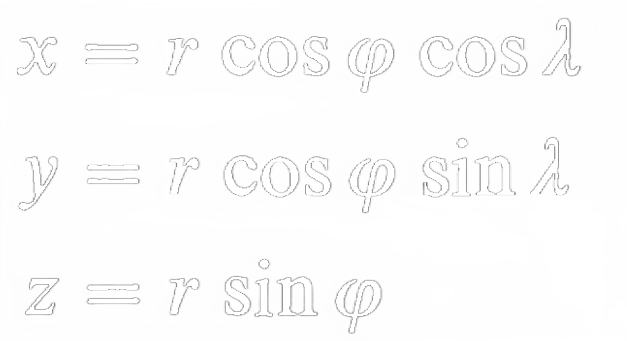 x = r cos φ cos λ
y = r cos φ sin λ
z = r sin φ